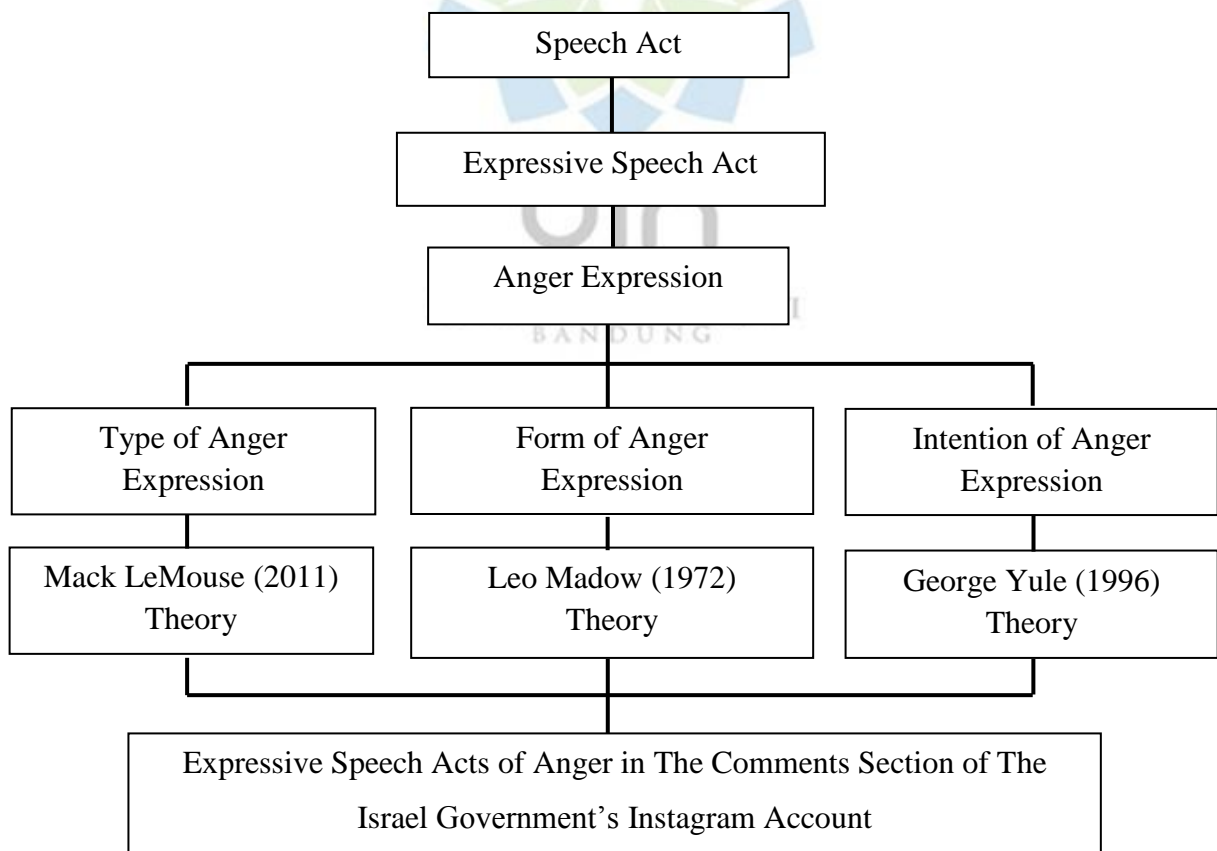 Speech Act
Expressive Speech Act
uin
Anger Expression
BANDUNG
Type of Anger
Expression
Form of Anger
Expression
Intention of Anger
Expression
Mack LeMouse (2011)
Theory
Leo Madow (1972)
Theory
George Yule (1996)
Theory
Expressive Speech Acts of Anger in The Comments Section of The
Israel Government’s Instagram Account